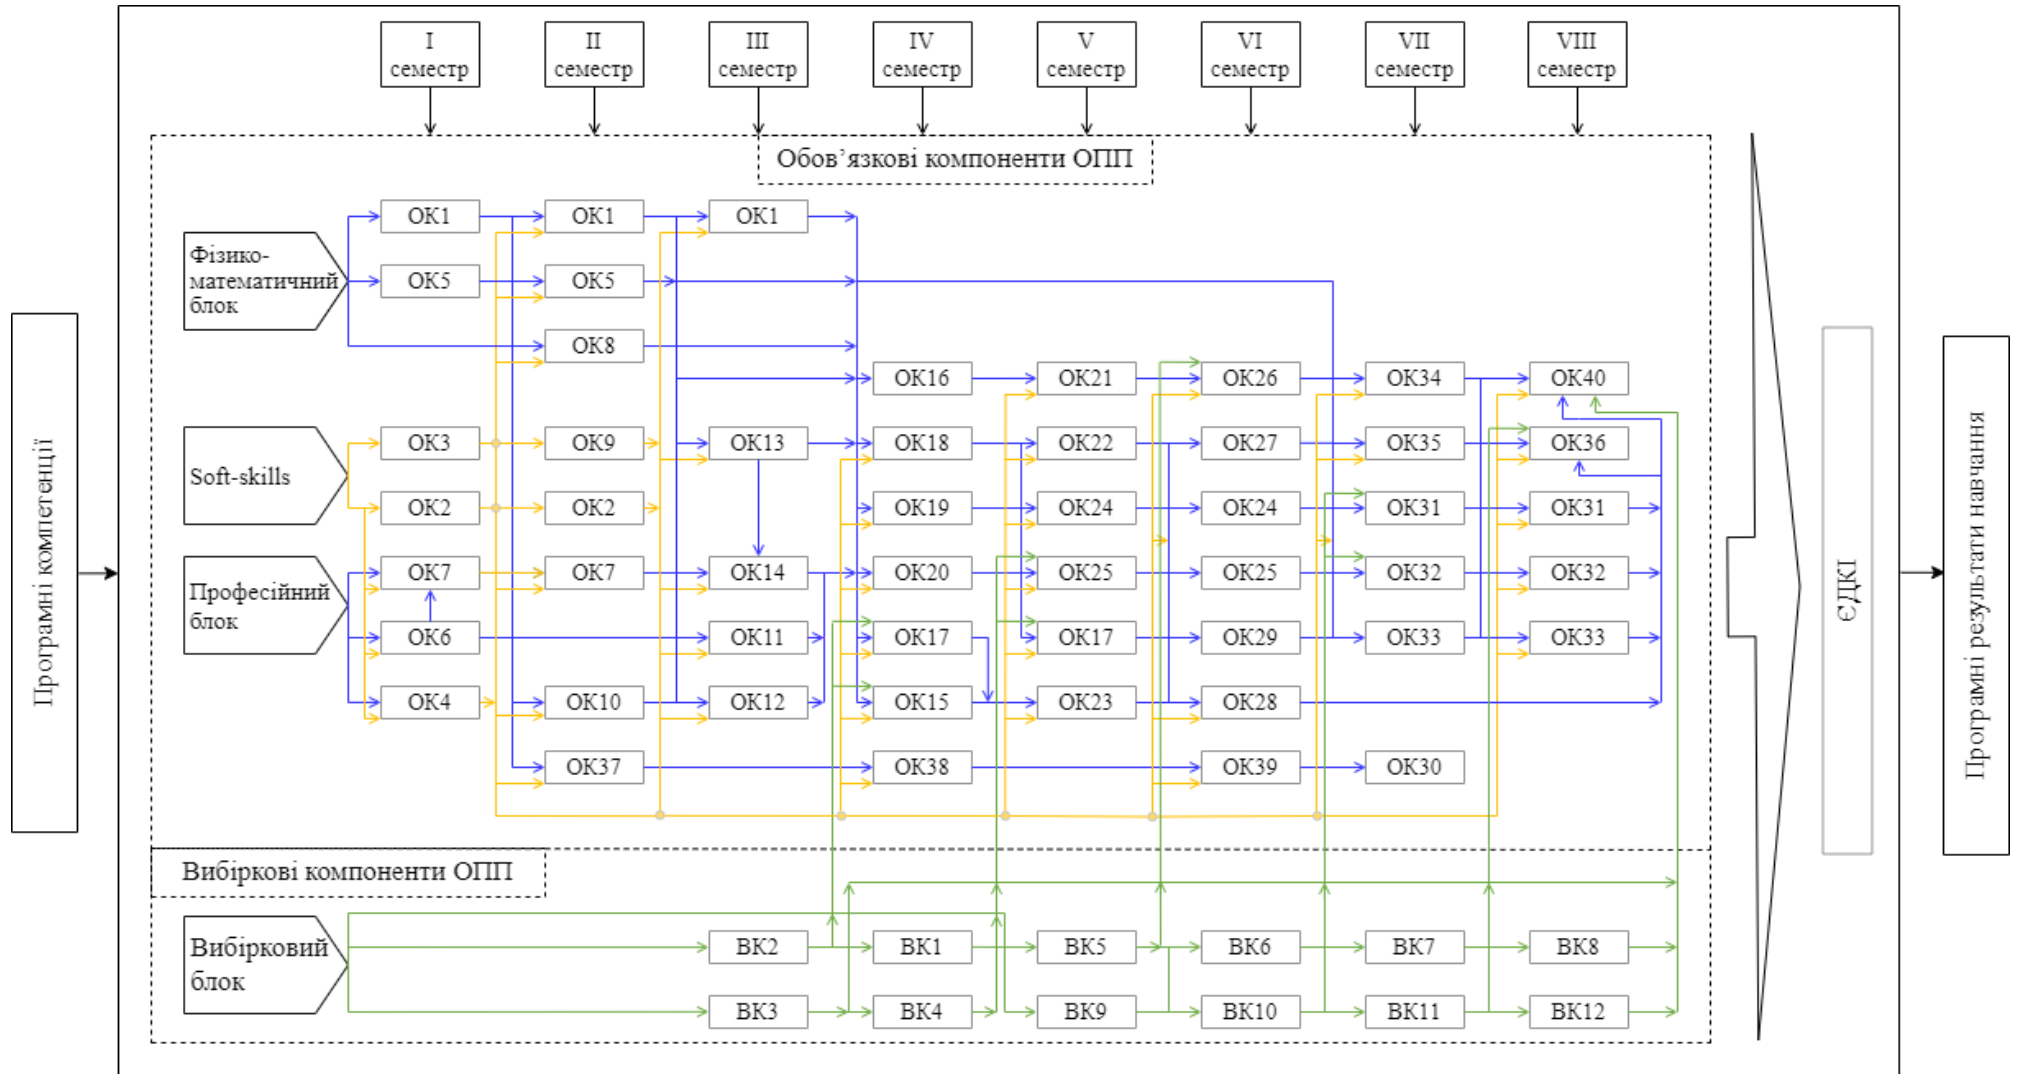 I
семестр
II
семестр
III
семестр
IV
семестр
V
семестр
VI
семестр
VII
семестр
VIII
семестр
Обов’язкові компоненти ОПП
Програмні компетенції
Фізико-
математичний
блок
Soft-skills
Професійний
блок
ОК1
ОК1
ОК1
ОК5
ОК5
ОК8
ОК16
ОК21
ОК26
ОК34
ОК40
ОК3
ОК9
ОК13
ОК18
ОК22
ОК27
ОК35
ОК36
ОК2
ОК2
ОК19
ОК24
ОК24
ОК31
ОК31
ОК7
ОК7
ОК14
ОК20
ОК25
ОК25
ОК32
ОК32
ОК6
ОК11
ОК17
ОК17
ОК29
ОК33
ОК33
ОК4
ОК10
ОК12
ОК15
ОК23
ОК28
ОК37
ОК38
ОК39
ОК30
Вибіркові компоненти ОПП
Вибірковий
блок
ВК2
ВК1
ВК5
ВК6
ВК7
ВК8
ВК3
ВК4
ВК9
ВК10
ВК11
ВК12
ЄДКІ
Програмні результати навчання